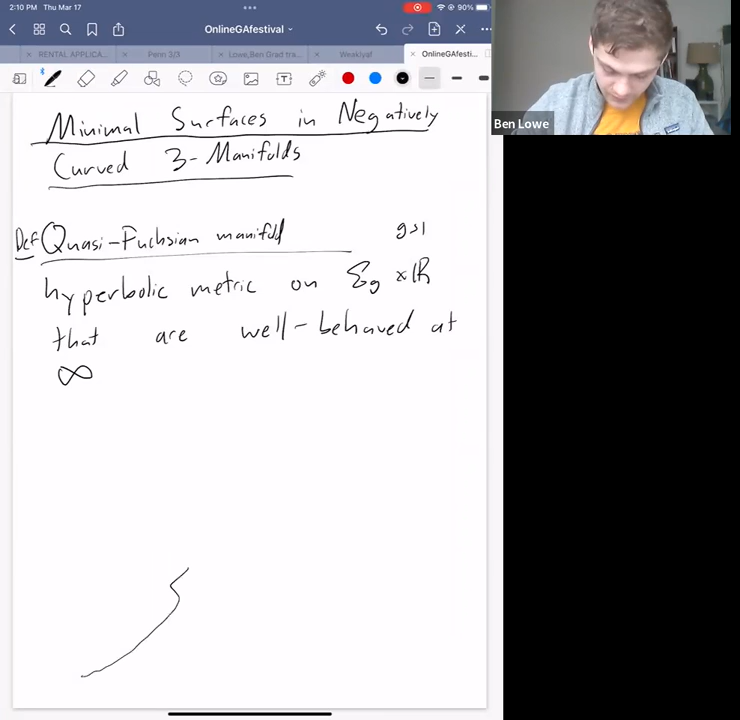 2:10 PM Thu Mar 17
90%
OnlineGAfestival
RENTAL APPLICA...
Penn 3/3
Lowe,Ben Grad tra...
Weaklyaf
OnlineGAfesti...
Ben Lowe
Minimal Surfaces in Negatively
Curved 3-Manifolds
Def Quasi-Fuchsian manifold g>1
hyperbolic metric on Σg × ℝ
that are well-behaved at
∞